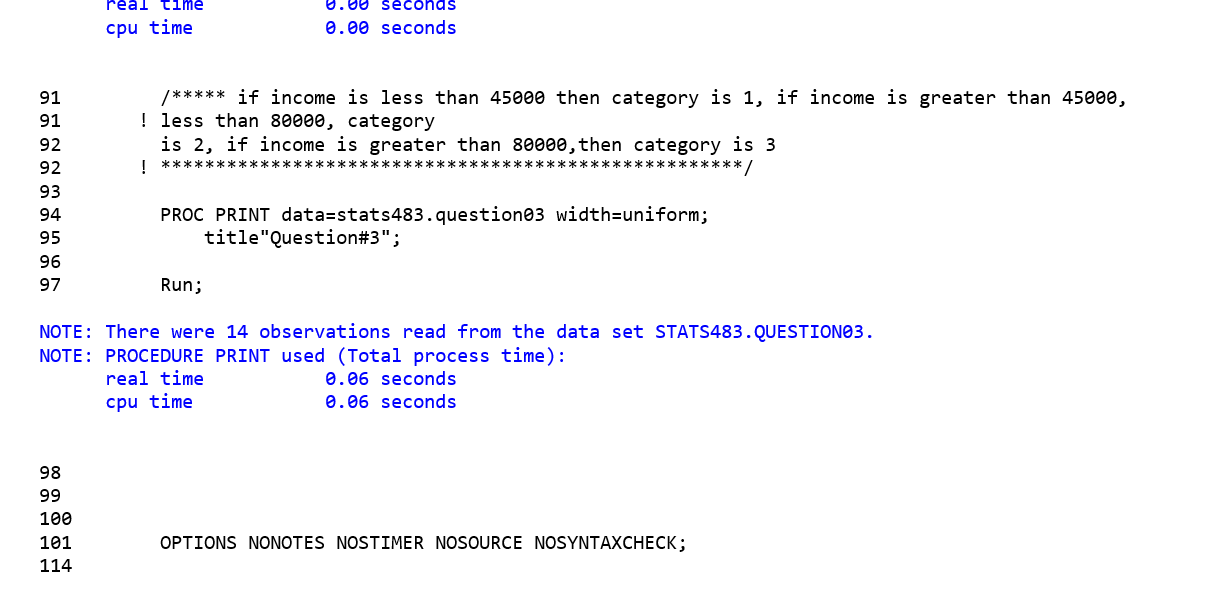 real time 0.00 seconds
cpu time 0.00 seconds
91 /***** if income is less than 45000 then category is 1, if income is greater than 45000,
91 ! less than 80000, category
92 is 2, if income is greater than 80000,then category is 3
92 ! *****************************************************/
93
94 PROC PRINT data=stats483.question03 width=uniform;
95 title"Question#3";
96
97 Run;
NOTE: There were 14 observations read from the data set STATS483.QUESTION03.
NOTE: PROCEDURE PRINT used (Total process time):
real time 0.06 seconds
cpu time 0.06 seconds
98
99
100
101 OPTIONS NONOTES NOSTIMER NOSOURCE NOSYNTAXCHECK;
114